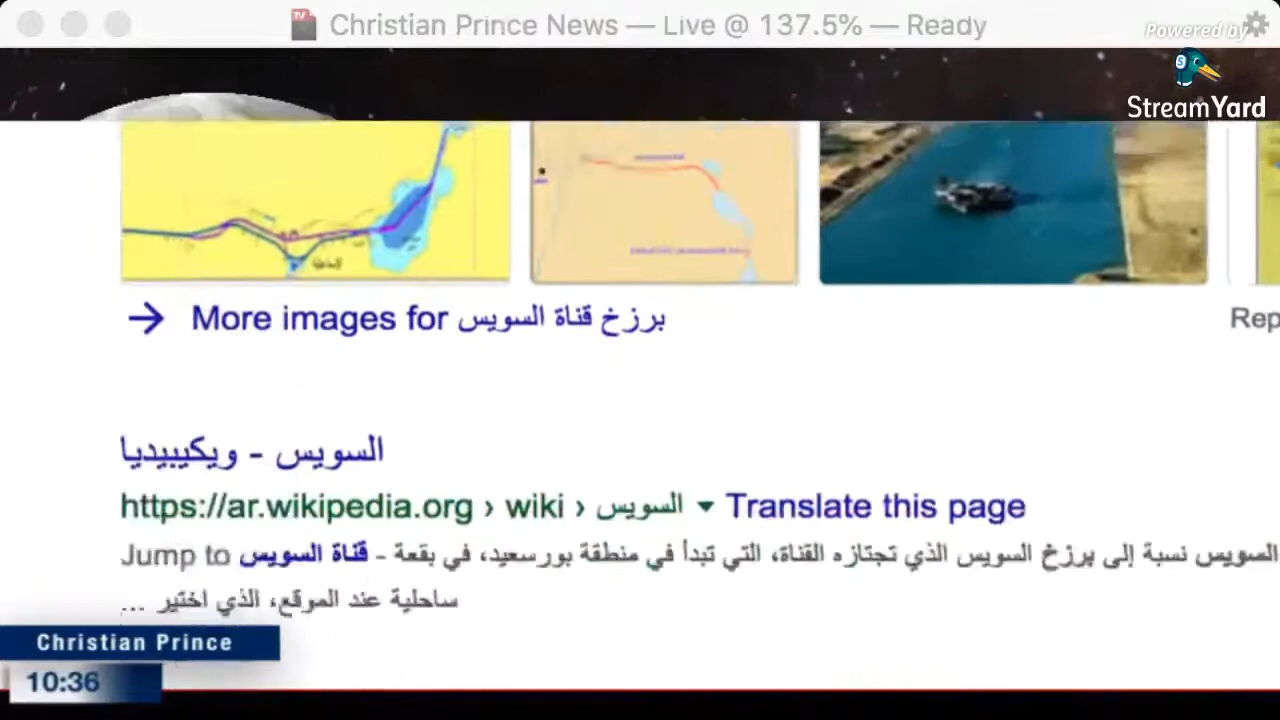 Christian Prince News — Live @ 137.5% — Ready
Powered by
StreamYard
More images for برزخ قناة السويس
Rep
السويس - ويكيبيديا
https://ar.wikipedia.org › wiki › السويس ▾ Translate this page
Jump to قناة السويس - السويس نسبة إلى برزخ السويس الذي تجتازه القناة، التي تبدأ في منطقة بورسعيد، في بقعة
ساحلية عند الموقع، الذي اختير ...
Christian Prince
10:36